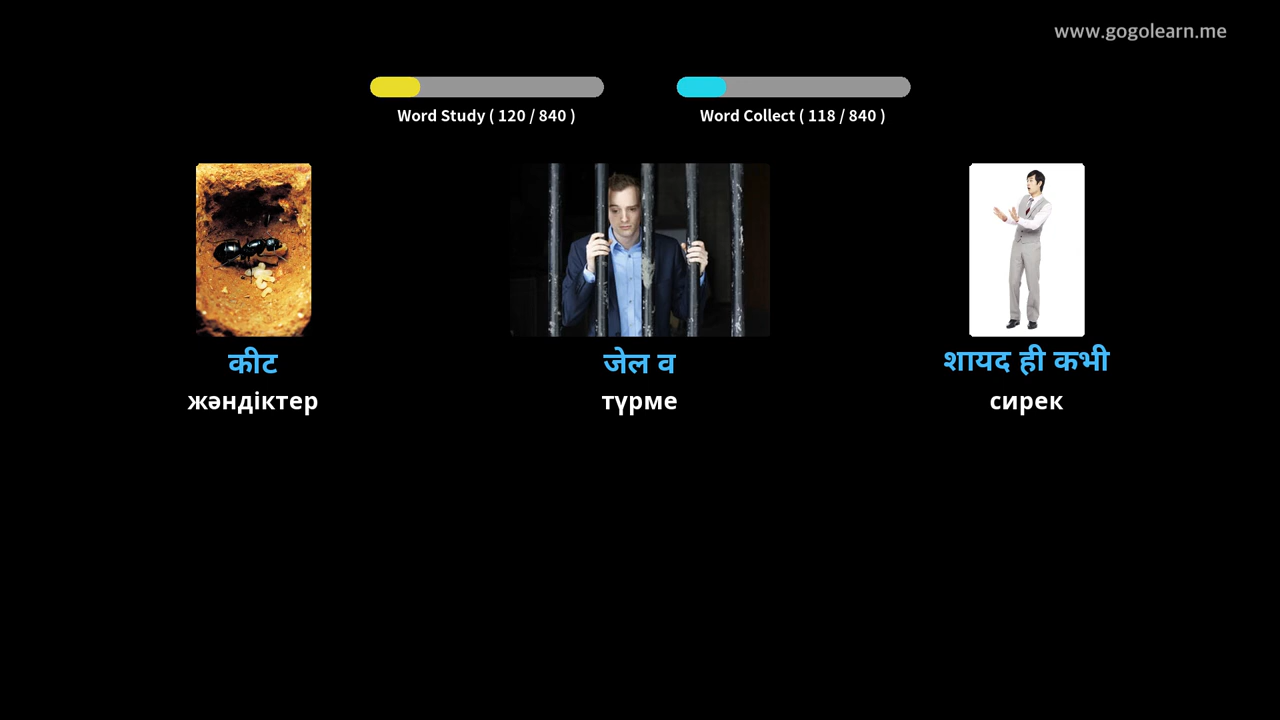 www.gogolearn.me
Word Study ( 120 / 840 )
Word Collect ( 118 / 840 )
कीट
жәндіктер
जेल व
түрме
शायद ही कभी
сирек